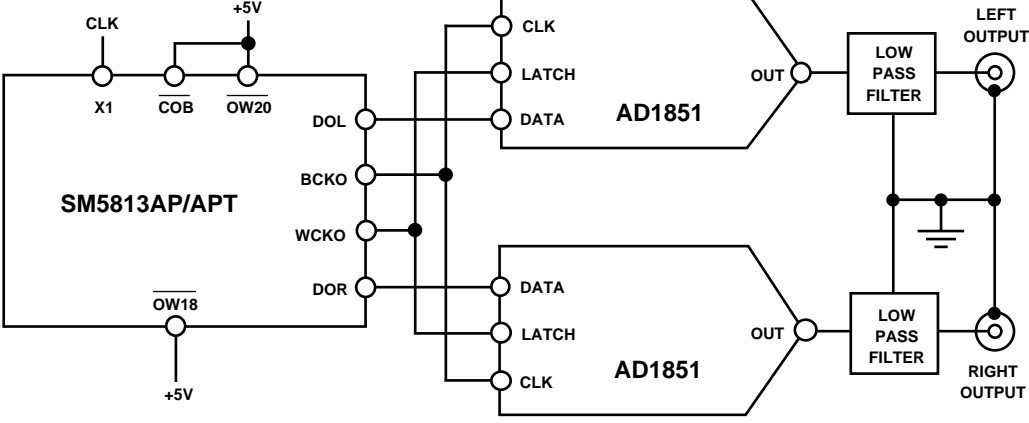 +5V
CLK
X1
COB
OW20
DOL
BCKO
SM5813AP/APT
WCKO
DOR
OW18
+5V
CLK
LATCH
OUT
AD1851
DATA
DATA
LATCH
OUT
AD1851
CLK
LOW
PASS
FILTER
LEFT
OUTPUT
LOW
PASS
FILTER
RIGHT
OUTPUT